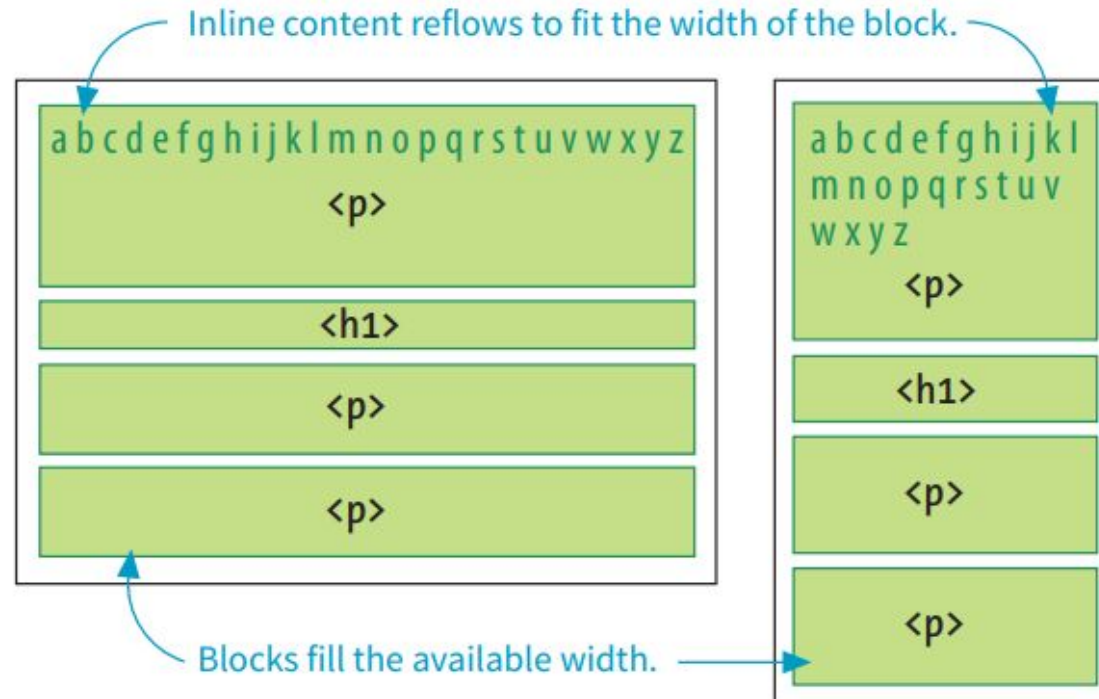 Inline content reflows to fit the width of the block.
a b c d e f g h i j k l m n o p q r s t u v w x y z
<p>
<h1>
<p>
<p>
a b c d e f g h i j k l
m n o p q r s t u v
w x y z
<p>
<h1>
<p>
<p>
Blocks fill the available width.